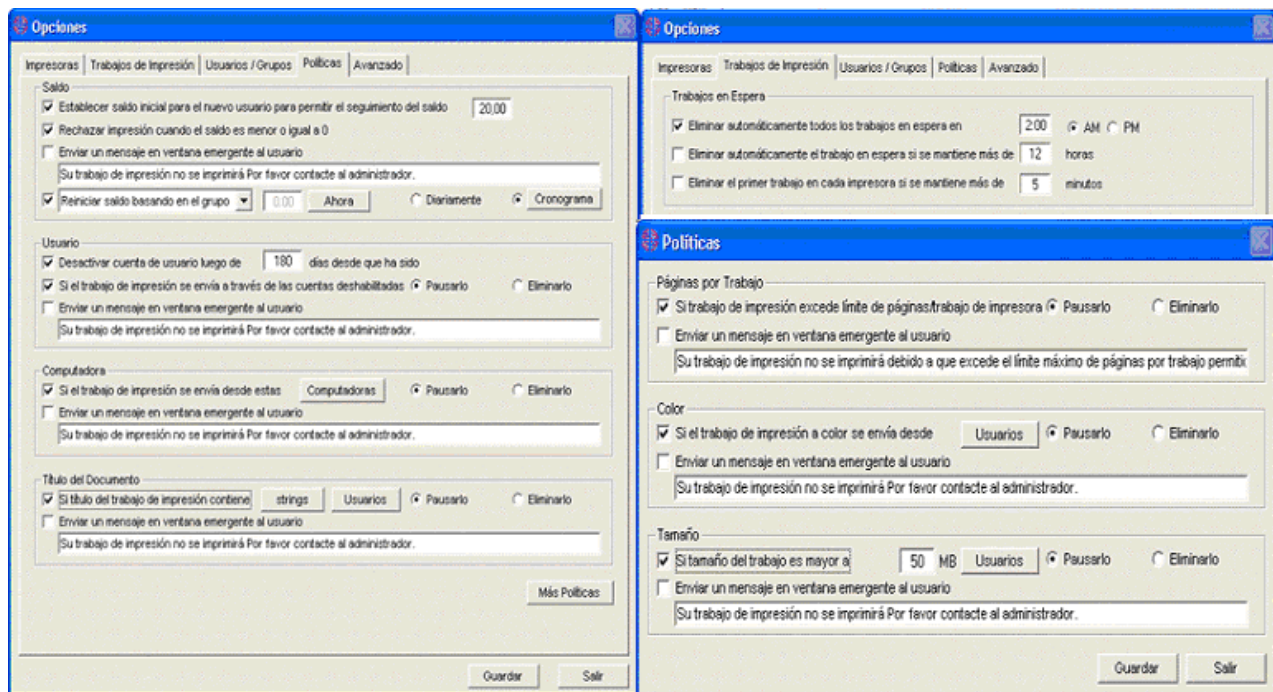 Opciones
Impresoras Trabajos de Impresión Usuarios / Grupos Políticas Avanzado
Saldo
Establecer saldo inicial para el nuevo usuario para permitir el seguimiento del saldo 20,00
Rechazar impresión cuando el saldo es menor o igual a 0
Enviar un mensaje en ventana emergente al usuario
Su trabajo de impresión no se imprimirá Por favor contacte al administrador.
Reiniciar saldo basando en el grupo 0.00 Ahora Diariamente Cronograma
Usuario
Desactivar cuenta de usuario luego de 180 días desde que ha sido
Si el trabajo de impresión se envía a través de las cuentas deshabilitadas Pausarlo Eliminarlo
Enviar un mensaje en ventana emergente al usuario
Su trabajo de impresión no se imprimirá Por favor contacte al administrador.
Computadora
Si el trabajo de impresión se envía desde estas Computadoras Pausarlo Eliminarlo
Enviar un mensaje en ventana emergente al usuario
Su trabajo de impresión no se imprimirá Por favor contacte al administrador.
Título del Documento
Si título del trabajo de impresión contiene strings Usuarios Pausarlo Eliminarlo
Enviar un mensaje en ventana emergente al usuario
Su trabajo de impresión no se imprimirá Por favor contacte al administrador.
Más Políticas
Guardar Salir
Opciones
Impresoras Trabajos de Impresión Usuarios / Grupos Políticas Avanzado
Trabajos en Espera
Eliminar automáticamente todos los trabajos en espera en 2:00 AM PM
Eliminar automáticamente el trabajo en espera si se mantiene más de 12 horas
Eliminar el primer trabajo en cada impresora si se mantiene más de 5 minutos
Políticas
Páginas por Trabajo
Si trabajo de impresión excede límite de páginas/trabajo de impresora Pausarlo Eliminarlo
Enviar un mensaje en ventana emergente al usuario
Su trabajo de impresión no se imprimirá debido a que excede el límite máximo de páginas por trabajo permitic
Color
Si el trabajo de impresión a color se envía desde Usuarios Pausarlo Eliminarlo
Enviar un mensaje en ventana emergente al usuario
Su trabajo de impresión no se imprimirá Por favor contacte al administrador.
Tamaño
Si tamaño del trabajo es mayor a 50 MB Usuarios Pausarlo Eliminarlo
Enviar un mensaje en ventana emergente al usuario
Su trabajo de impresión no se imprimirá Por favor contacte al administrador.
Guardar Salir